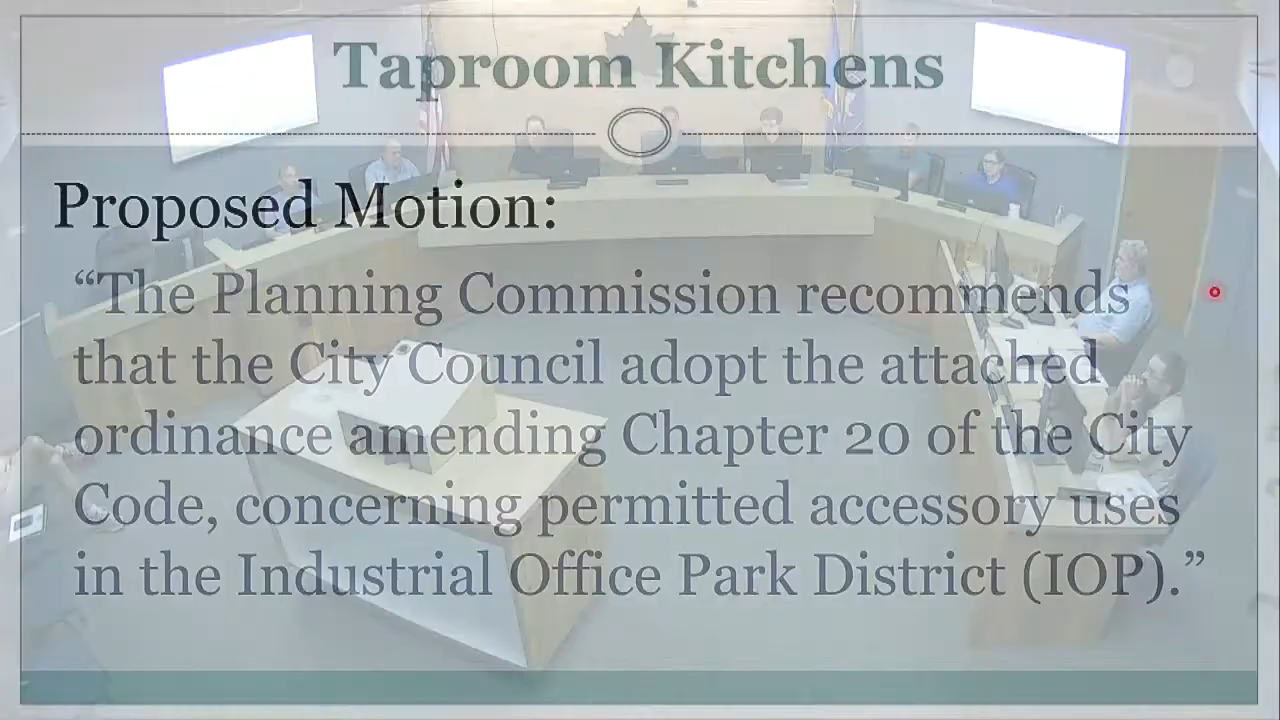 Taproom Kitchens
Proposed Motion:
“The Planning Commission recommends
that the City Council adopt the attached
ordinance amending Chapter 20 of the City
Code, concerning permitted accessory uses
in the Industrial Office Park District (IOP).”